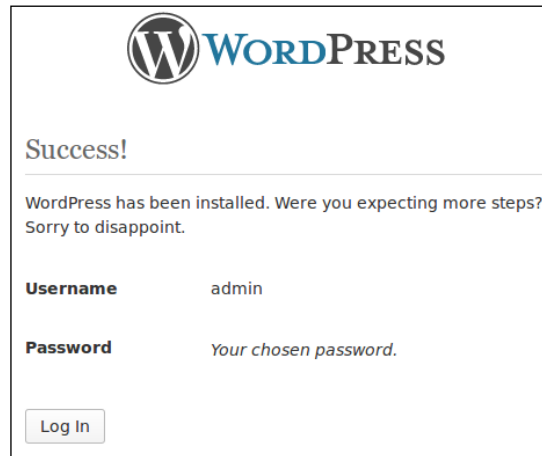 WORDPRESS
Success!
WordPress has been installed. Were you expecting more steps?
Sorry to disappoint.
Username admin
Password Your chosen password.
Log In